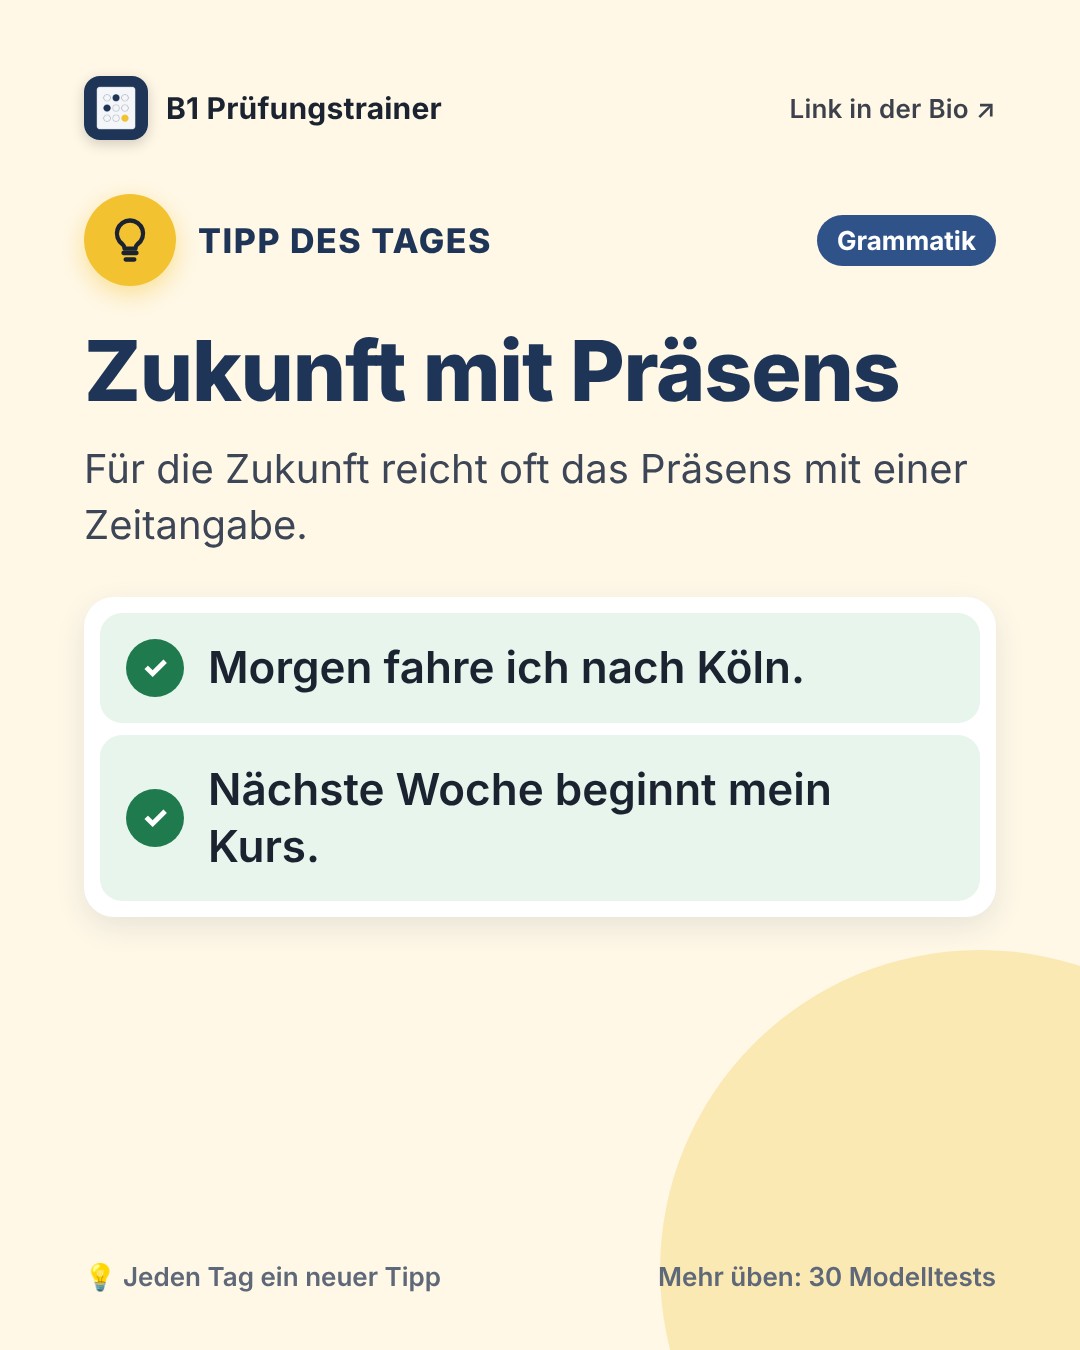 B1 Prüfungstrainer
Link in der Bio ↗
TIPP DES TAGES
Grammatik
Zukunft mit Präsens
Für die Zukunft reicht oft das Präsens mit einer
Zeitangabe.
Morgen fahre ich nach Köln.
Nächste Woche beginnt mein
Kurs.
💡 Jeden Tag ein neuer Tipp
Mehr üben: 30 Modelltests